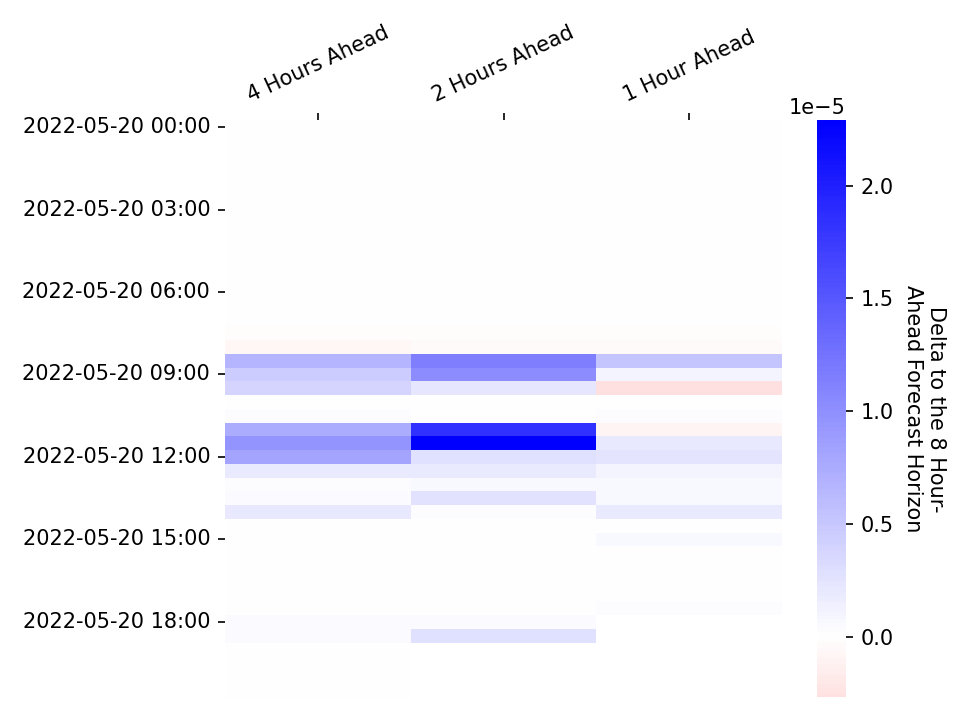 4 Hours Ahead
2 Hours Ahead
1 Hour Ahead
1e−5
2022-05-20 00:00
2022-05-20 03:00
2022-05-20 06:00
2022-05-20 09:00
2022-05-20 12:00
2022-05-20 15:00
2022-05-20 18:00
2.0
1.5
1.0
0.5
0.0
Delta to the 8 Hour-
Ahead Forecast Horizon